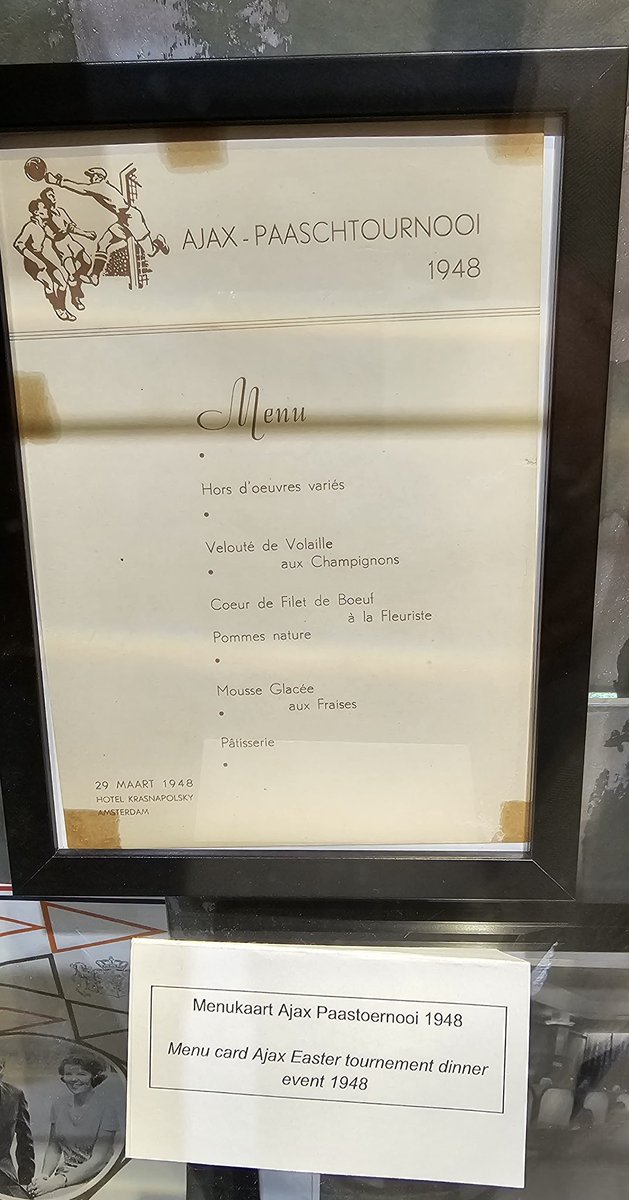 AJAX - PAASCHTOURNOOI
1948
Menu
Hors d'oeuvres variés
Velouté de Volaille
aux Champignons
Coeur de Filet de Boeuf
à la Fleuriste
Pommes nature
Mousse Glacée
aux Fraises
Pâtisserie
29 MAART 1948
HOTEL KRASNAPOLSKY
AMSTERDAM
Menukaart Ajax Paastoernooi 1948
Menu card Ajax Easter tournement dinner
event 1948